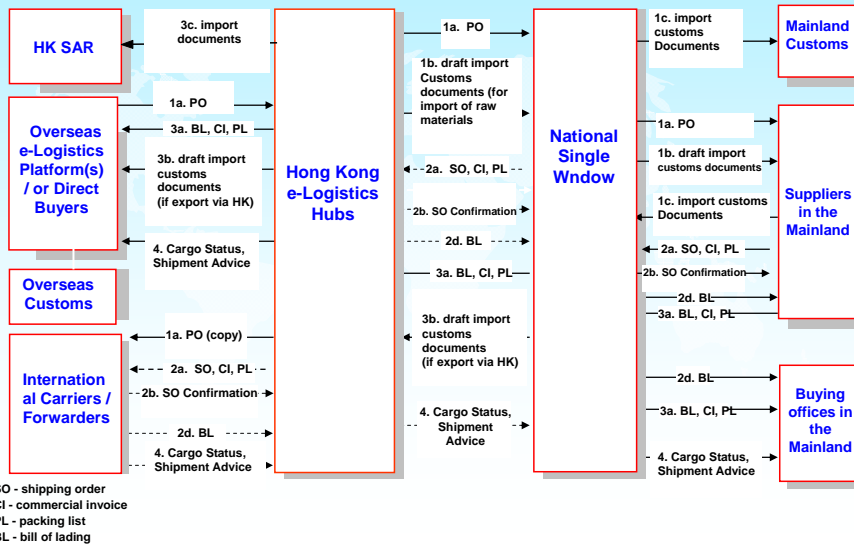 HK SAR
3c. import
documents
1a. PO
1c. import
customs
Documents
Mainland
Customs
1b. draft import
Customs
documents (for
import of raw
materials
1a. PO
3a. BL, CI, PL
Overseas
e-Logistics
Platform(s)
/ or Direct
Buyers
3b. draft import
customs
documents
(if export via HK)
4. Cargo Status,
Shipment Advice
Overseas
Customs
Hong Kong
e-Logistics
Hubs
2a. SO, CI, PL
2b. SO Confirmation
2d. BL
3a. BL, CI, PL
3b. draft import
customs
documents
(if export via HK)
4. Cargo Status,
Shipment
Advice
National
Single
Wndow
1a. PO
1b. draft import
customs documents
1c. import customs
Documents
2a. SO, CI, PL
2b. SO Confirmation
2d. BL
3a. BL, CI, PL
Suppliers
in the
Mainland
1a. PO (copy)
2a. SO, CI, PL
2b. SO Confirmation
2d. BL
4. Cargo Status,
Shipment Advice
Internation
al Carriers /
Forwarders
2d. BL
3a. BL, CI, PL
4. Cargo Status,
Shipment Advice
Buying
offices in
the
Mainland
SO - shipping order
CI - commercial invoice
PL - packing list
BL - bill of lading